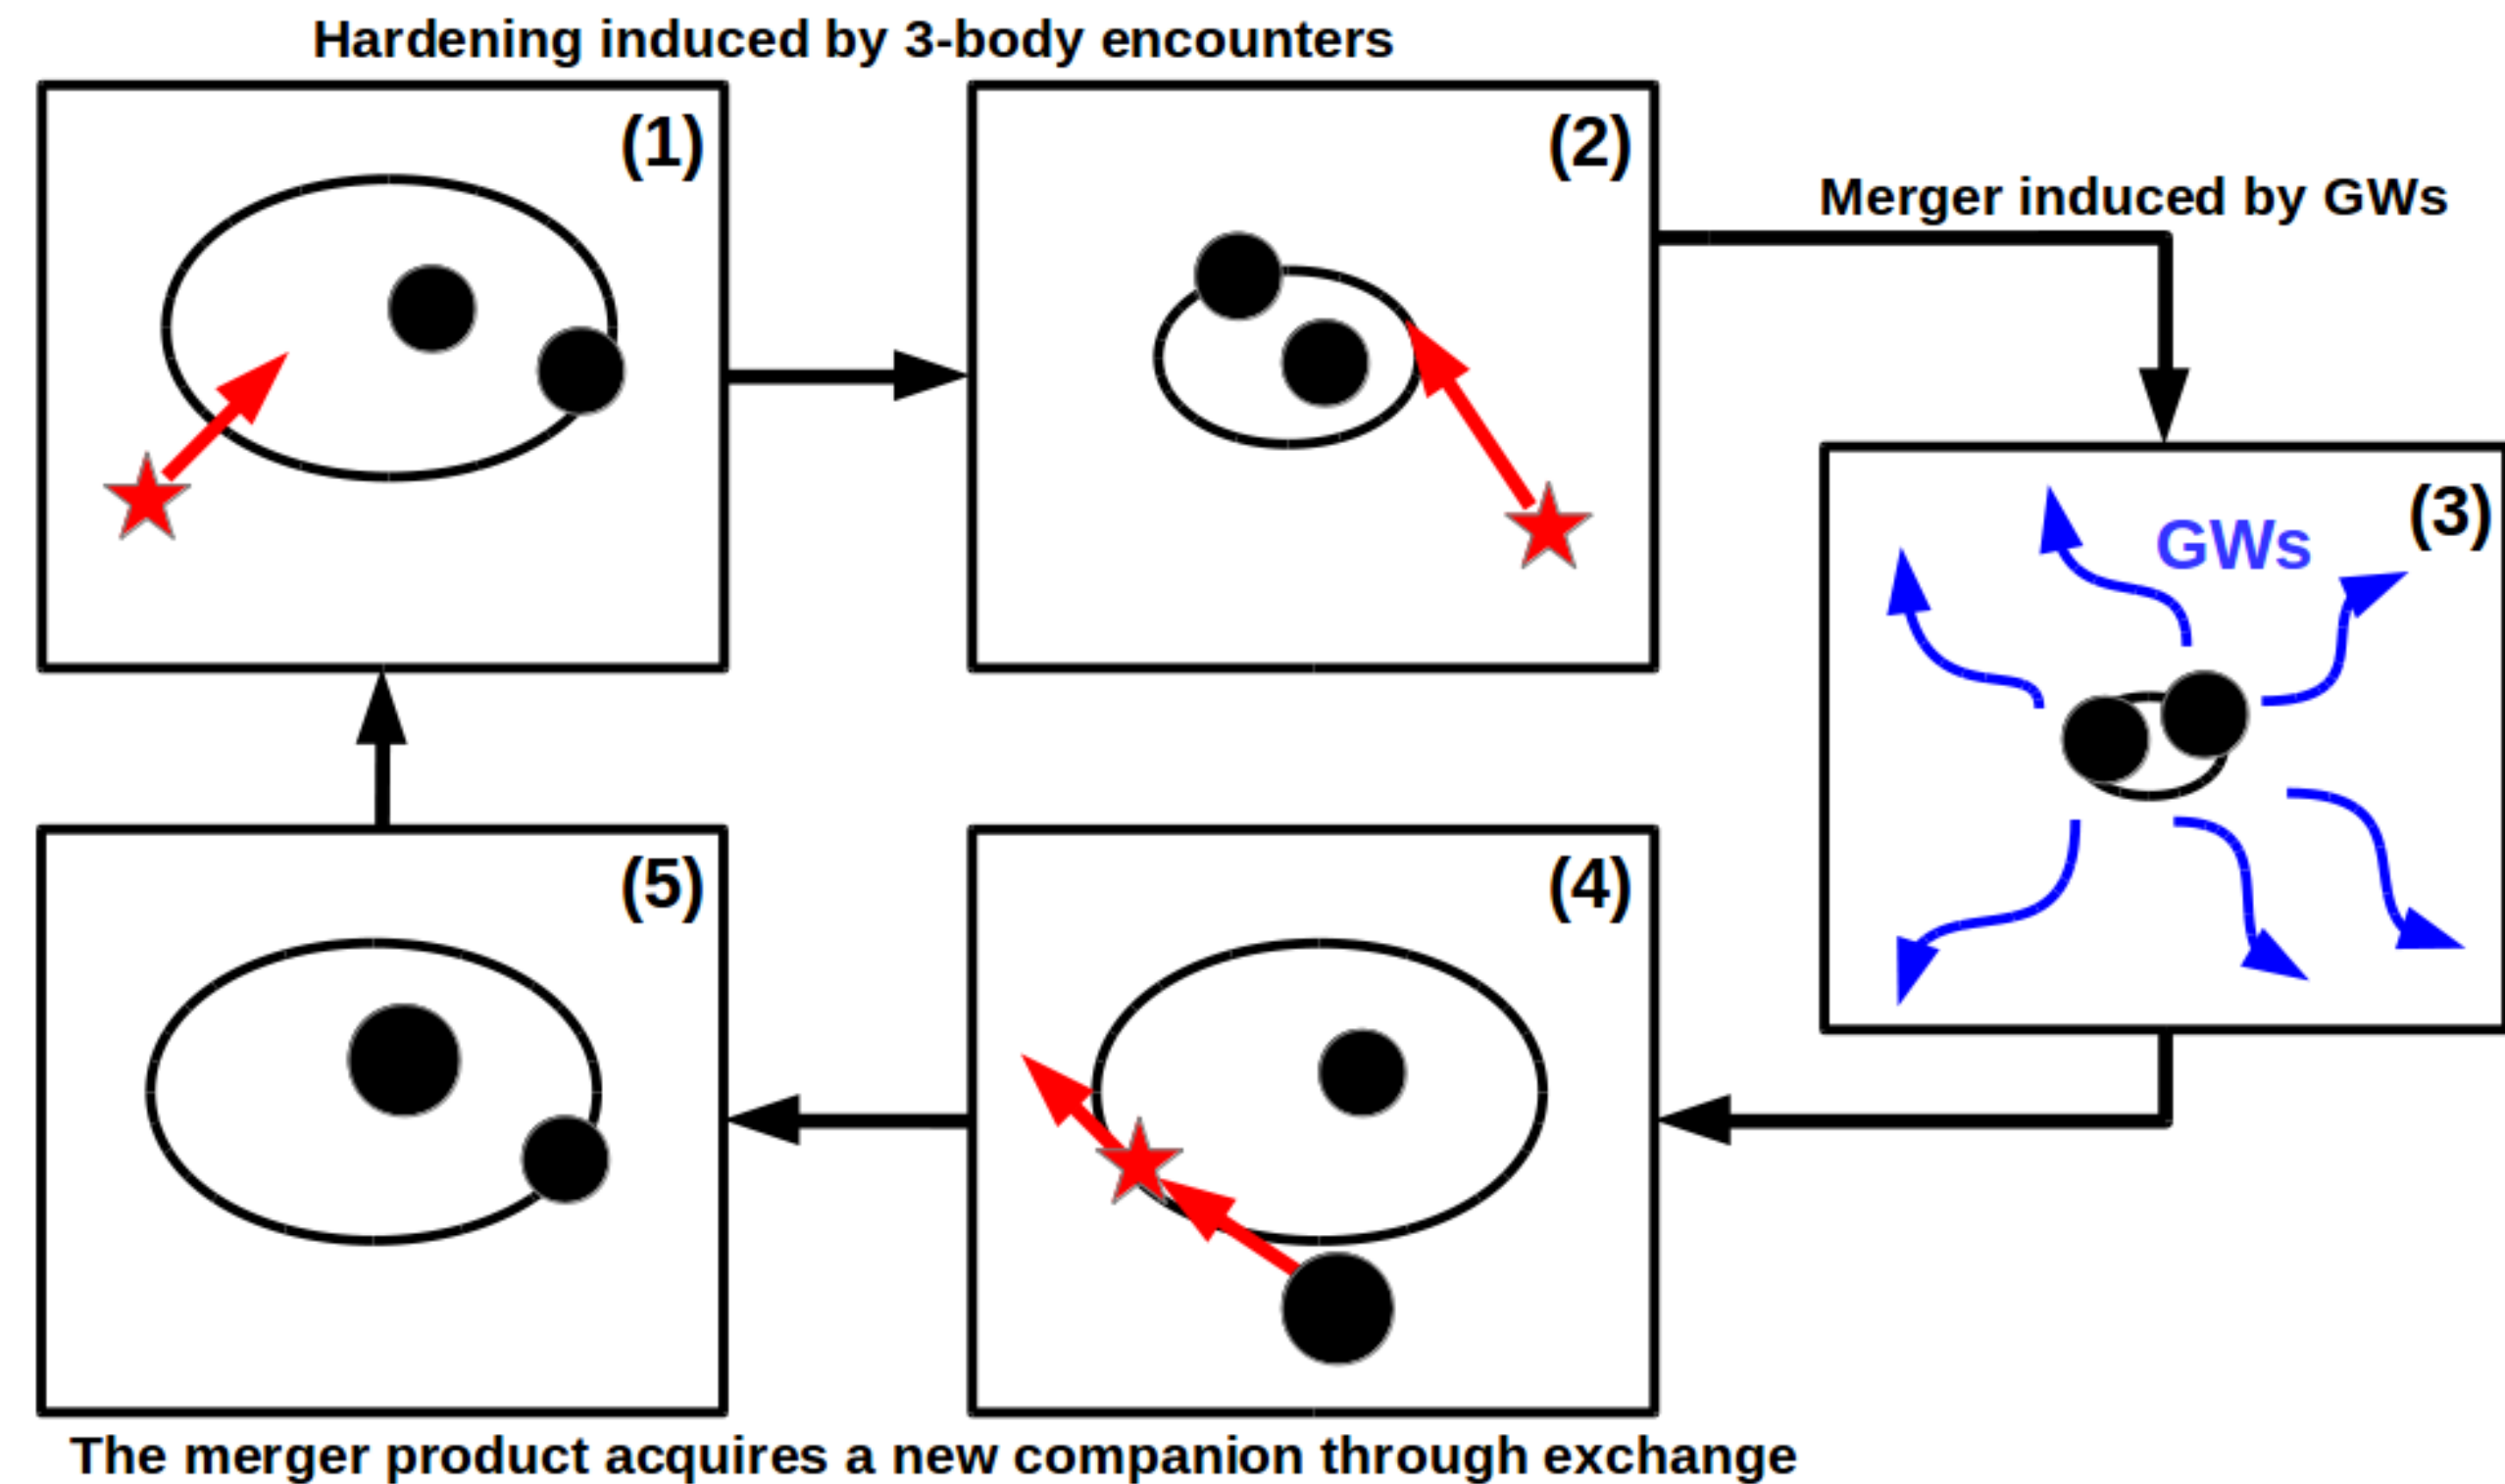 Hardening induced by 3-body encounters
(1)
(2)
Merger induced by GWs
(3)
GWs
(5)
(4)
The merger product acquires a new companion through exchange